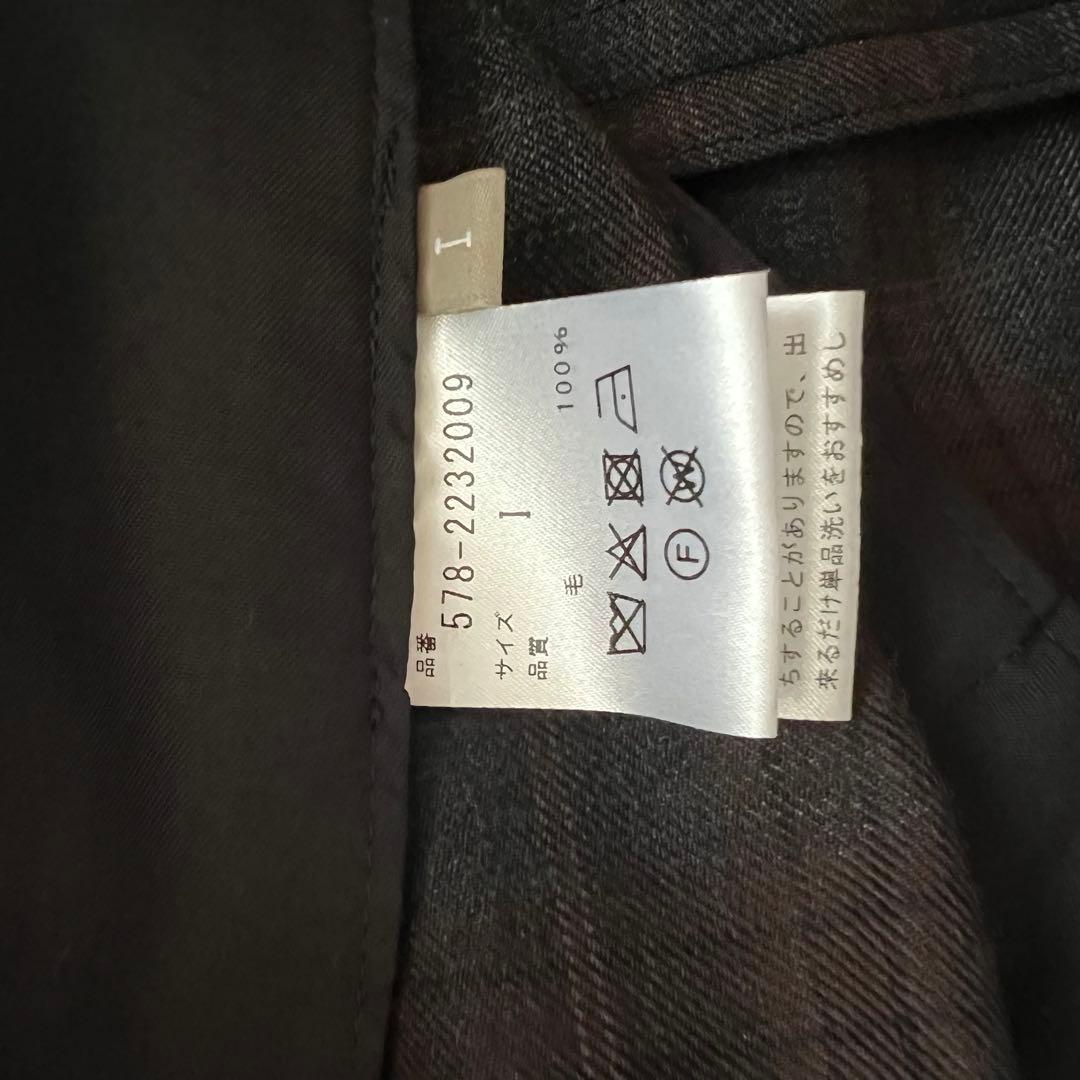 I
品番
578-2232009
サイズ I
品質
毛 100%
F
W
ちすることがありますので、出
来るだけ単品洗いをおすすめし